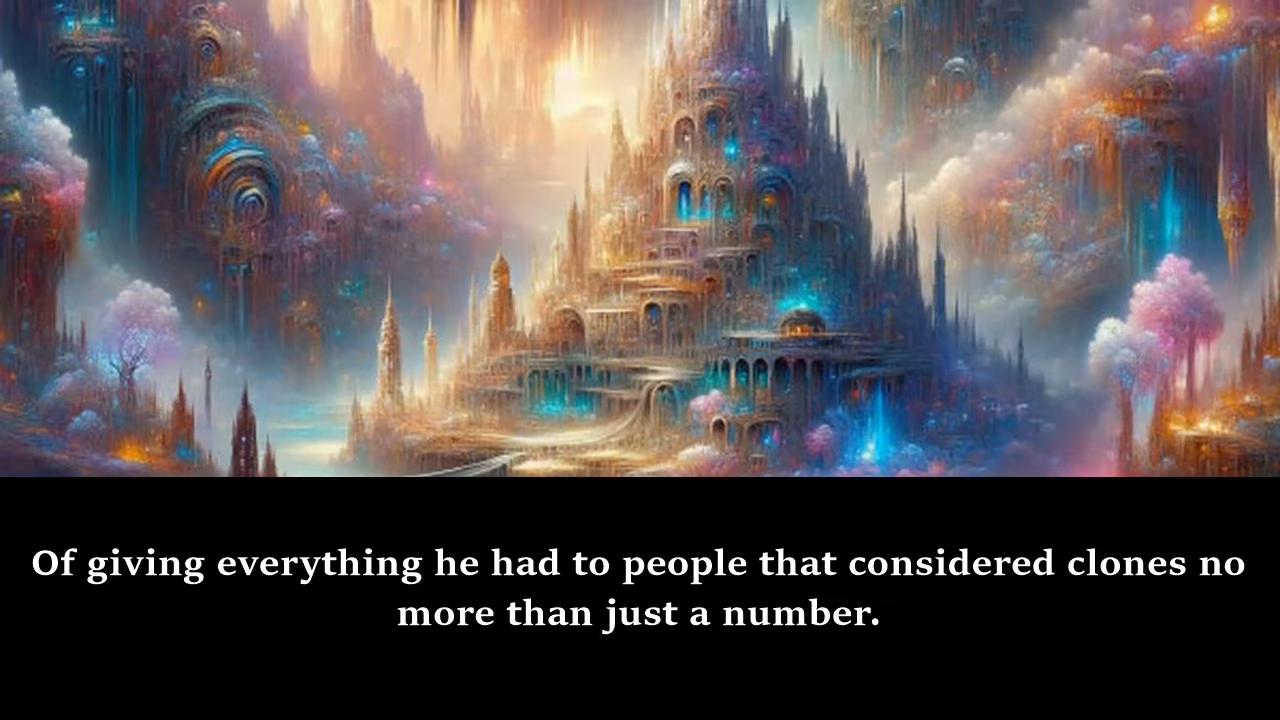 Of giving everything he had to people that considered clones no
more than just a number.